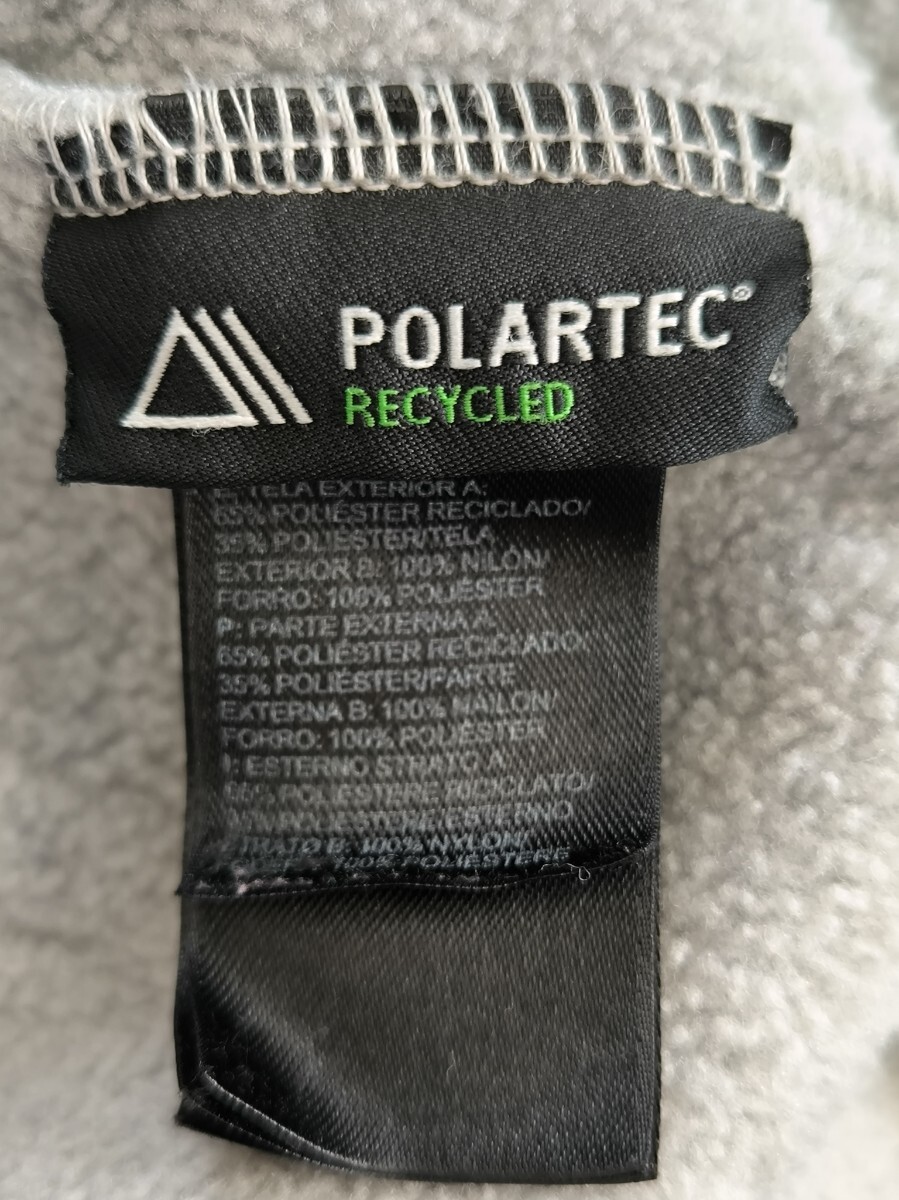 POLARTEC®
RECYCLED
E: TELA EXTERIOR A:
65% POLIÉSTER RECICLADO/
35% POLIÉSTER/TELA
EXTERIOR B: 100% NILÓN/
FORRO: 100% POLIÉSTER
P: PARTE EXTERNA A:
65% POLIÉSTER RECICLADO/
35% POLIÉSTER/PARTE
EXTERNA B: 100% NÁILON/
FORRO: 100% POLIÉSTER
I: ESTERNO STRATO A:
65% POLIESTERE RICICLATO/
POLIESTERE/ESTERNO
STRATO B: 100% NYLON/
100% POLIESTERE